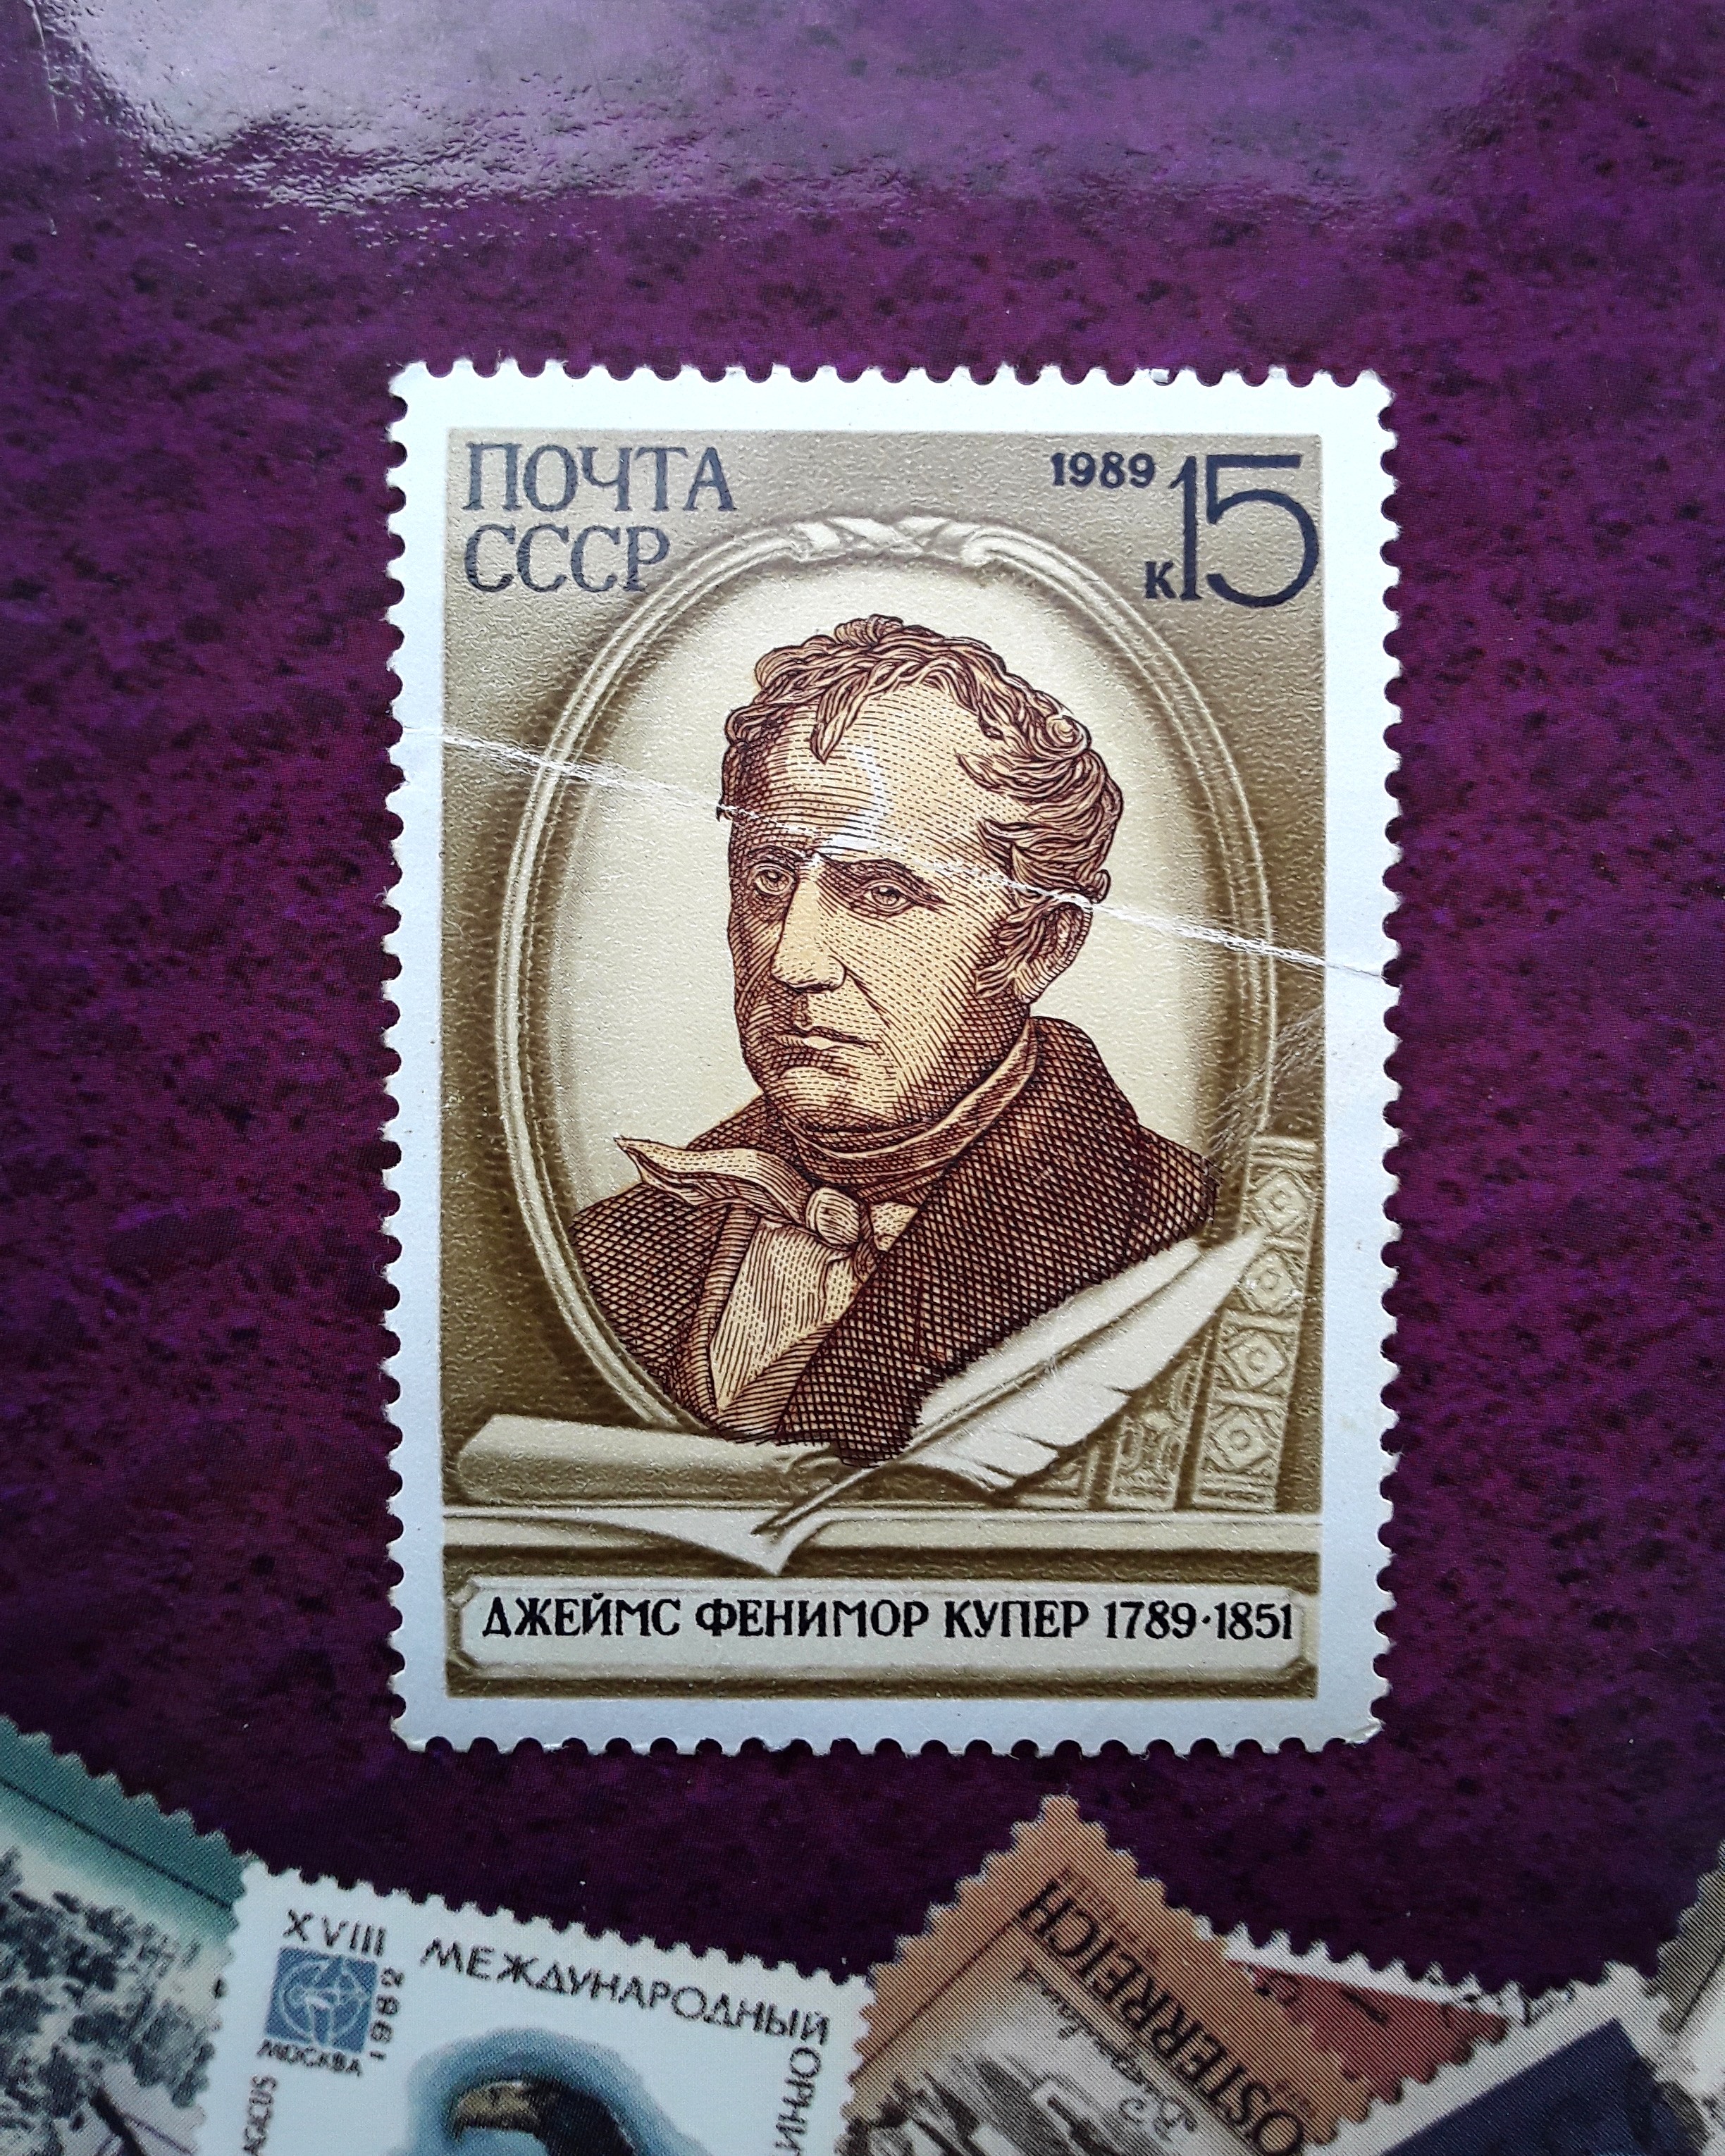 ПОЧТА
СССР
1989
к15
ДЖЕЙМС ФЕНИМОР КУПЕР 1789·1851
XVIII
МЕЖДУНАРОДНЫЙ
1982
МОСКВА
ÖSTERREICH